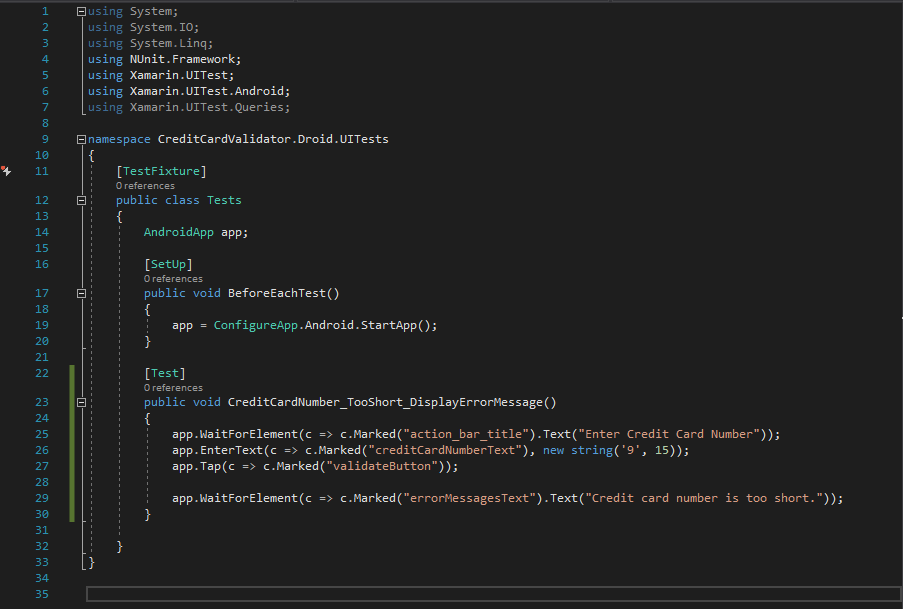 1 using System;
2 using System.IO;
3 using System.Linq;
4 using NUnit.Framework;
5 using Xamarin.UITest;
6 using Xamarin.UITest.Android;
7 using Xamarin.UITest.Queries;
8
9 namespace CreditCardValidator.Droid.UITests
10 {
11 [TestFixture]
0 references
12 public class Tests
13 {
14 AndroidApp app;
15
16 [SetUp]
0 references
17 public void BeforeEachTest()
18 {
19 app = ConfigureApp.Android.StartApp();
20 }
21
22 [Test]
0 references
23 public void CreditCardNumber_TooShort_DisplayErrorMessage()
24 {
25 app.WaitForElement(c => c.Marked("action_bar_title").Text("Enter Credit Card Number"));
26 app.EnterText(c => c.Marked("creditCardNumberText"), new string('9', 15));
27 app.Tap(c => c.Marked("validateButton"));
28
29 app.WaitForElement(c => c.Marked("errorMessagesText").Text("Credit card number is too short."));
30 }
31
32 }
33 }
34
35